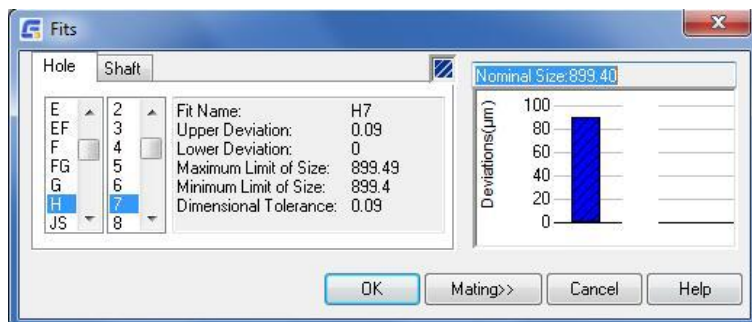 Fits
Hole
Shaft
Nominal Size:899.40
E
EF
F
FG
G
H
JS
2
3
4
5
6
7
8
Fit Name: H7
Upper Deviation: 0.09
Lower Deviation: 0
Maximum Limit of Size: 899.49
Minimum Limit of Size: 899.4
Dimensional Tolerance: 0.09
Deviations(μm)
100
80
60
40
20
0
OK
Mating>>
Cancel
Help